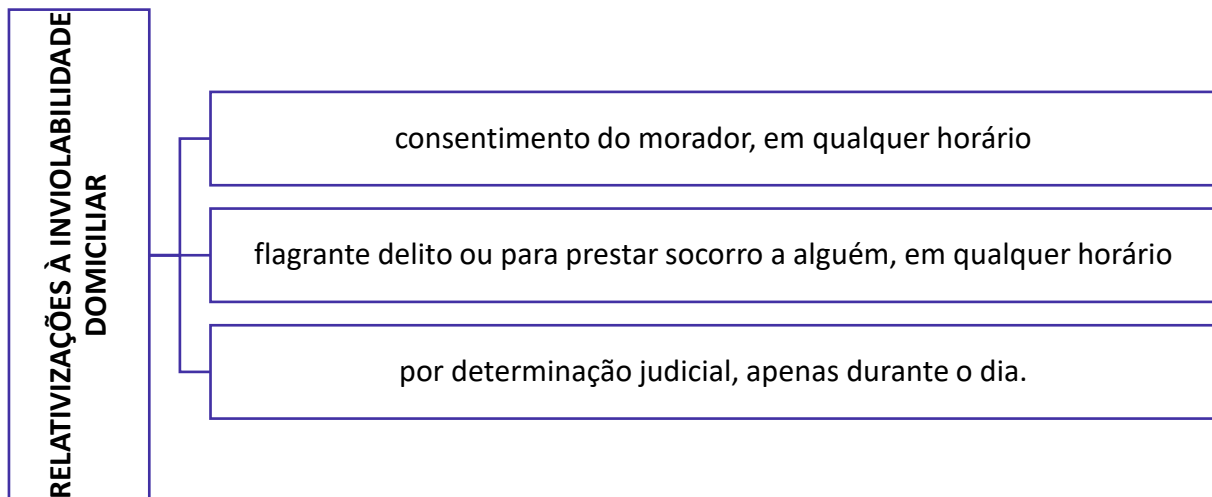 RELATIVIZAÇÕES À INVIOLABILIDADE
DOMICILIAR
consentimento do morador, em qualquer horário
flagrante delito ou para prestar socorro a alguém, em qualquer horário
por determinação judicial, apenas durante o dia.